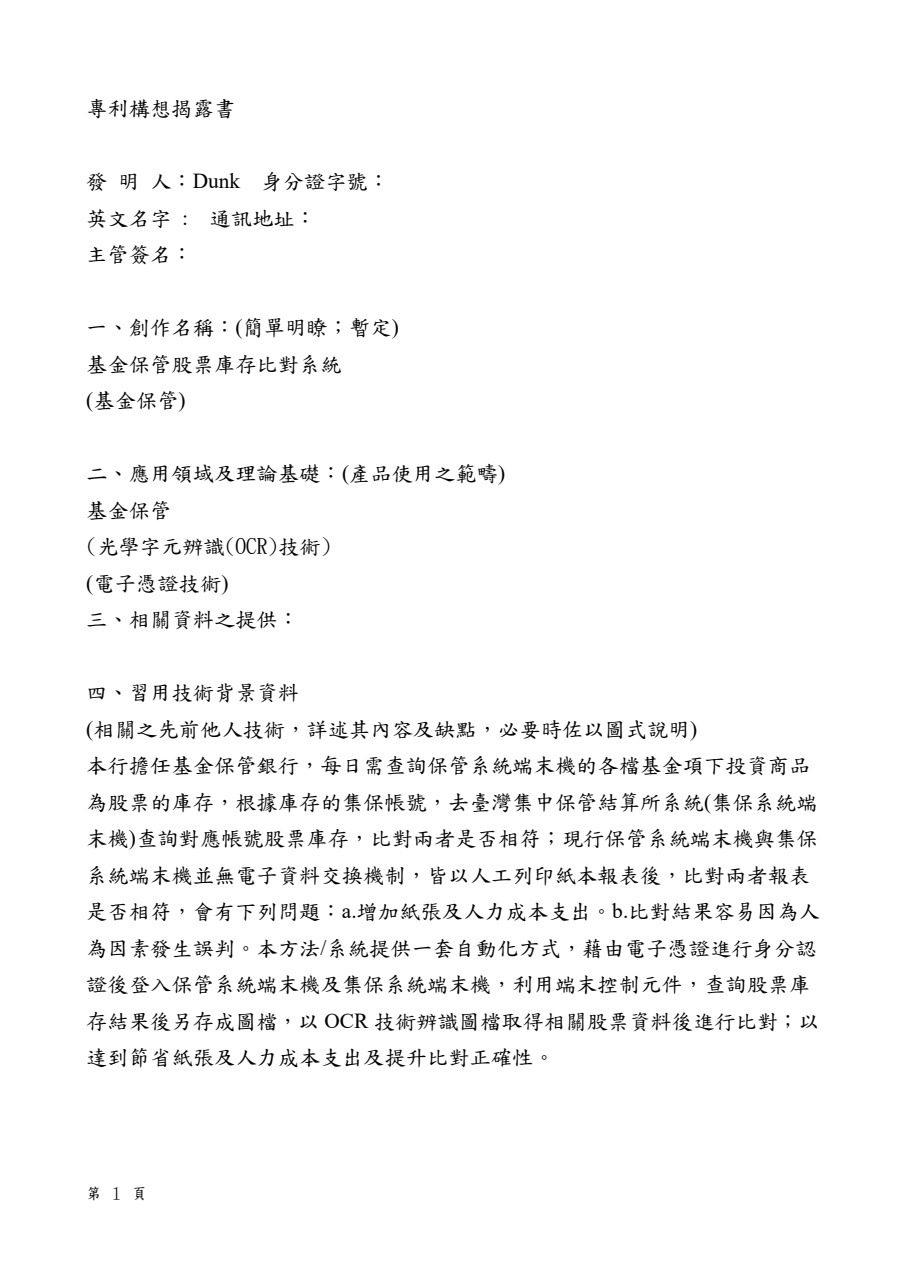 專利構想揭露書
發 明 人：Dunk 身分證字號：
英文名字 : 通訊地址：
主管簽名：
一、創作名稱：(簡單明瞭；暫定)
基金保管股票庫存比對系統
(基金保管)
二、應用領域及理論基礎：(產品使用之範疇)
基金保管
(光學字元辨識(OCR)技術)
(電子憑證技術)
三、相關資料之提供：
四、習用技術背景資料
(相關之先前他人技術，詳述其內容及缺點，必要時佐以圖式說明)
本行擔任基金保管銀行，每日需查詢保管系統端末機的各檔基金項下投資商品
為股票的庫存，根據庫存的集保帳號，去臺灣集中保管結算所系統(集保系統端
末機)查詢對應帳號股票庫存，比對兩者是否相符；現行保管系統端末機與集保
系統端末機並無電子資料交換機制，皆以人工列印紙本報表後，比對兩者報表
是否相符，會有下列問題：a.增加紙張及人力成本支出。b.比對結果容易因為人
為因素發生誤判。本方法/系統提供一套自動化方式，藉由電子憑證進行身分認
證後登入保管系統端末機及集保系統端末機，利用端末控制元件，查詢股票庫
存結果後另存成圖檔，以 OCR 技術辨識圖檔取得相關股票資料後進行比對；以
達到節省紙張及人力成本支出及提升比對正確性。
第 1 頁